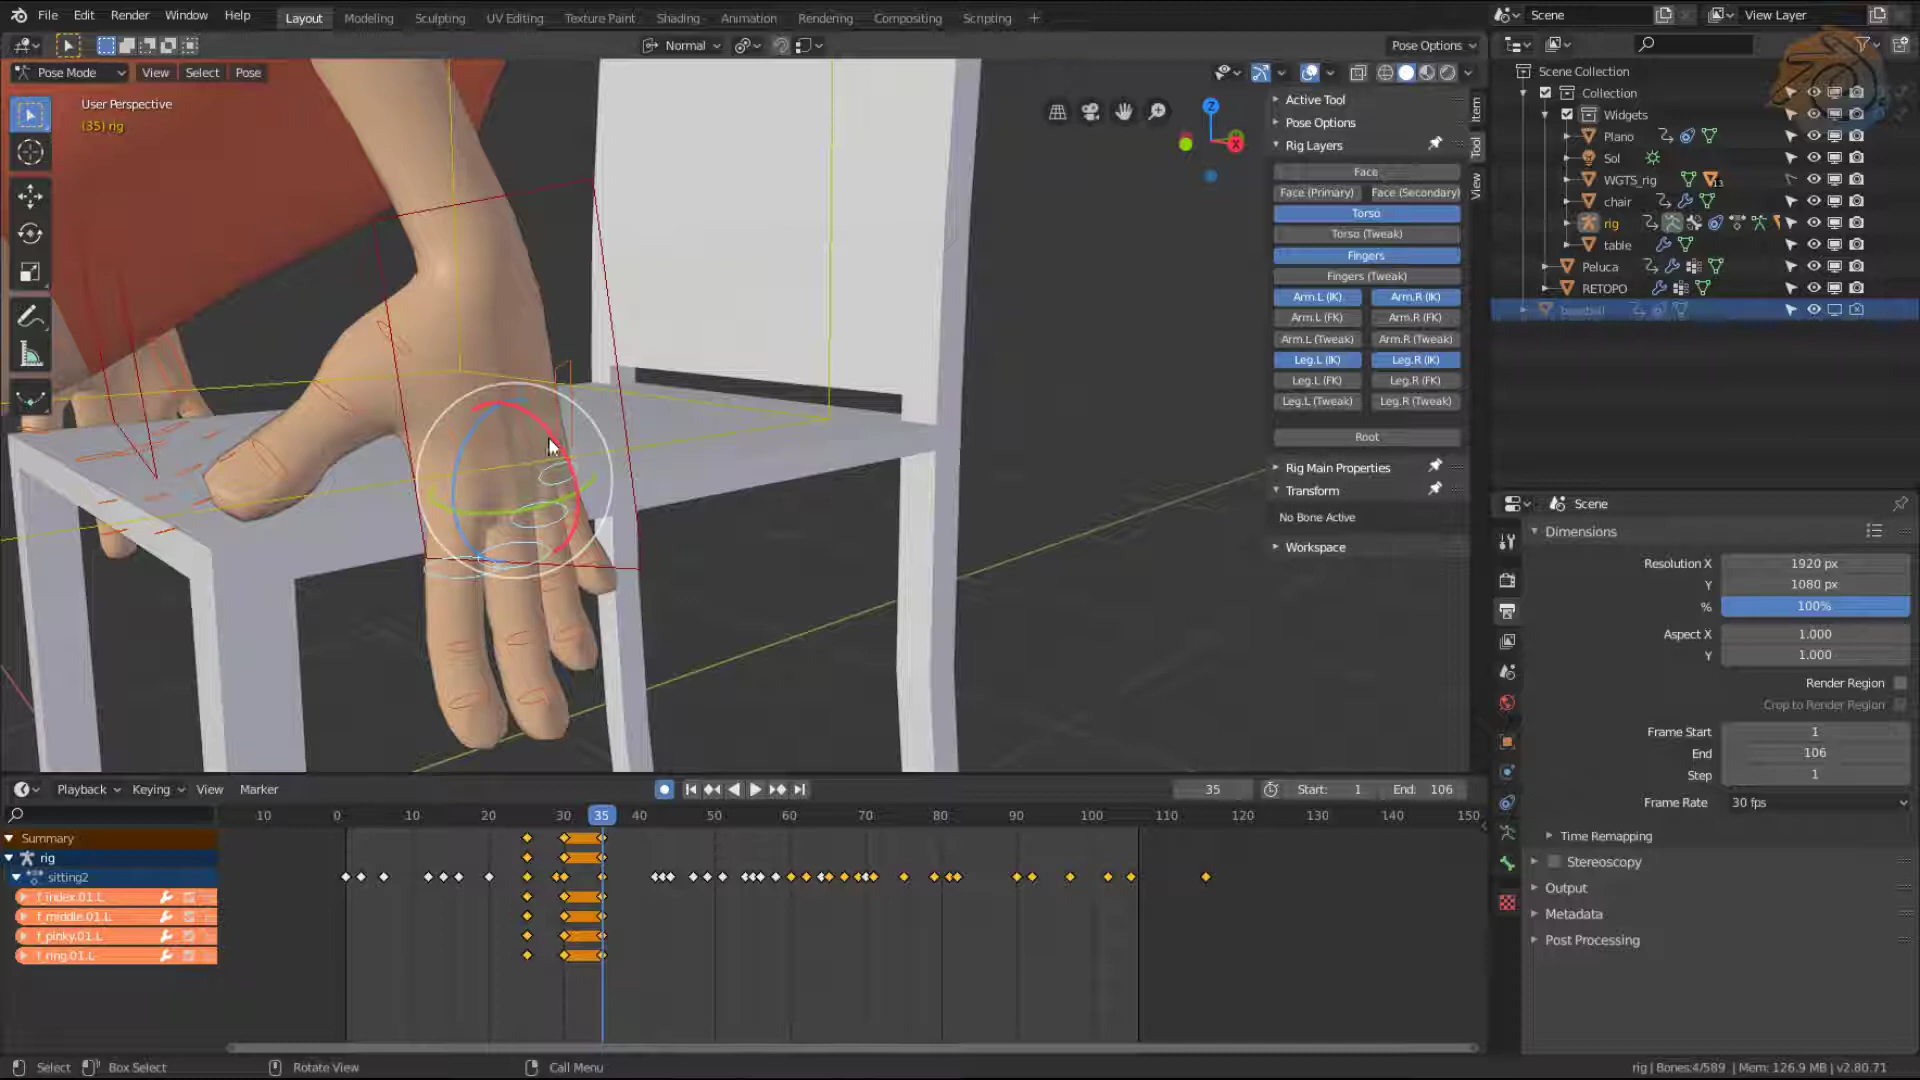 File Edit Render Window Help Layout Modeling Sculpting UV Editing Texture Paint Shading Animation Rendering Compositing Scripting + Scene View Layer
Normal Pose Options
Pose Mode View Select Pose
User Perspective
(35) rig
Z
X
Active Tool
Pose Options
Rig Layers
Face
Face (Primary) Face (Secondary)
Torso
Torso (Tweak)
Fingers
Fingers (Tweak)
Arm.L (IK) Arm.R (IK)
Arm.L (FK) Arm.R (FK)
Arm.L (Tweak) Arm.R (Tweak)
Leg.L (IK) Leg.R (IK)
Leg.L (FK) Leg.R (FK)
Leg.L (Tweak) Leg.R (Tweak)
Root
Rig Main Properties
Transform
No Bone Active
Workspace
Item
Tool
View
Scene Collection
Collection
Widgets
Plano
Sol
WGTS_rig 13
chair
rig
table
Peluca
RETOPO
Scene
Dimensions
Resolution X 1920 px
Y 1080 px
% 100%
Aspect X 1.000
Y 1.000
Render Region
Crop to Render Region
Frame Start 1
End 106
Step 1
Frame Rate 30 fps
Time Remapping
Stereoscopy
Output
Metadata
Post Processing
Playback Keying View Marker 35 Start: 1 End: 106
10 0 10 20 30 35 40 50 60 70 80 90 100 110 120 130 140 150
Summary
rig
sitting2
f_index.01.L
f_middle.01.L
f_pinky.01.L
f_ring.01.L
Select Box Select Rotate View Call Menu rig | Bones:4/589 | Mem: 126.9 MB | v2.80.71